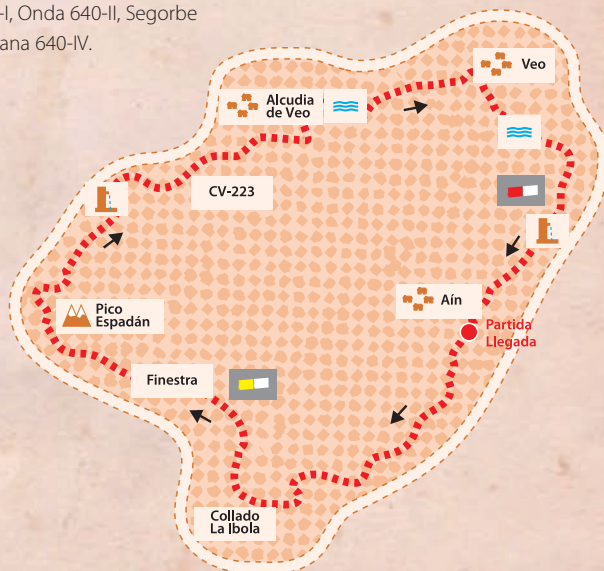 -I, Onda 640-II, Segorbe
ana 640-IV.
Veo
Alcudia
de Veo
CV-223
Aín
Pico
Espadán
Partida
Llegada
Finestra
Collado
La Ibola